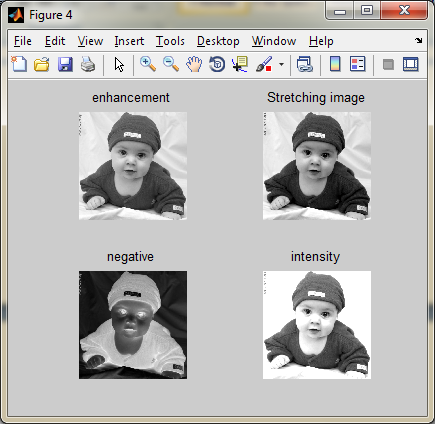 Figure 4
File Edit View Insert Tools Desktop Window Help
enhancement
Stretching image
negative
intensity